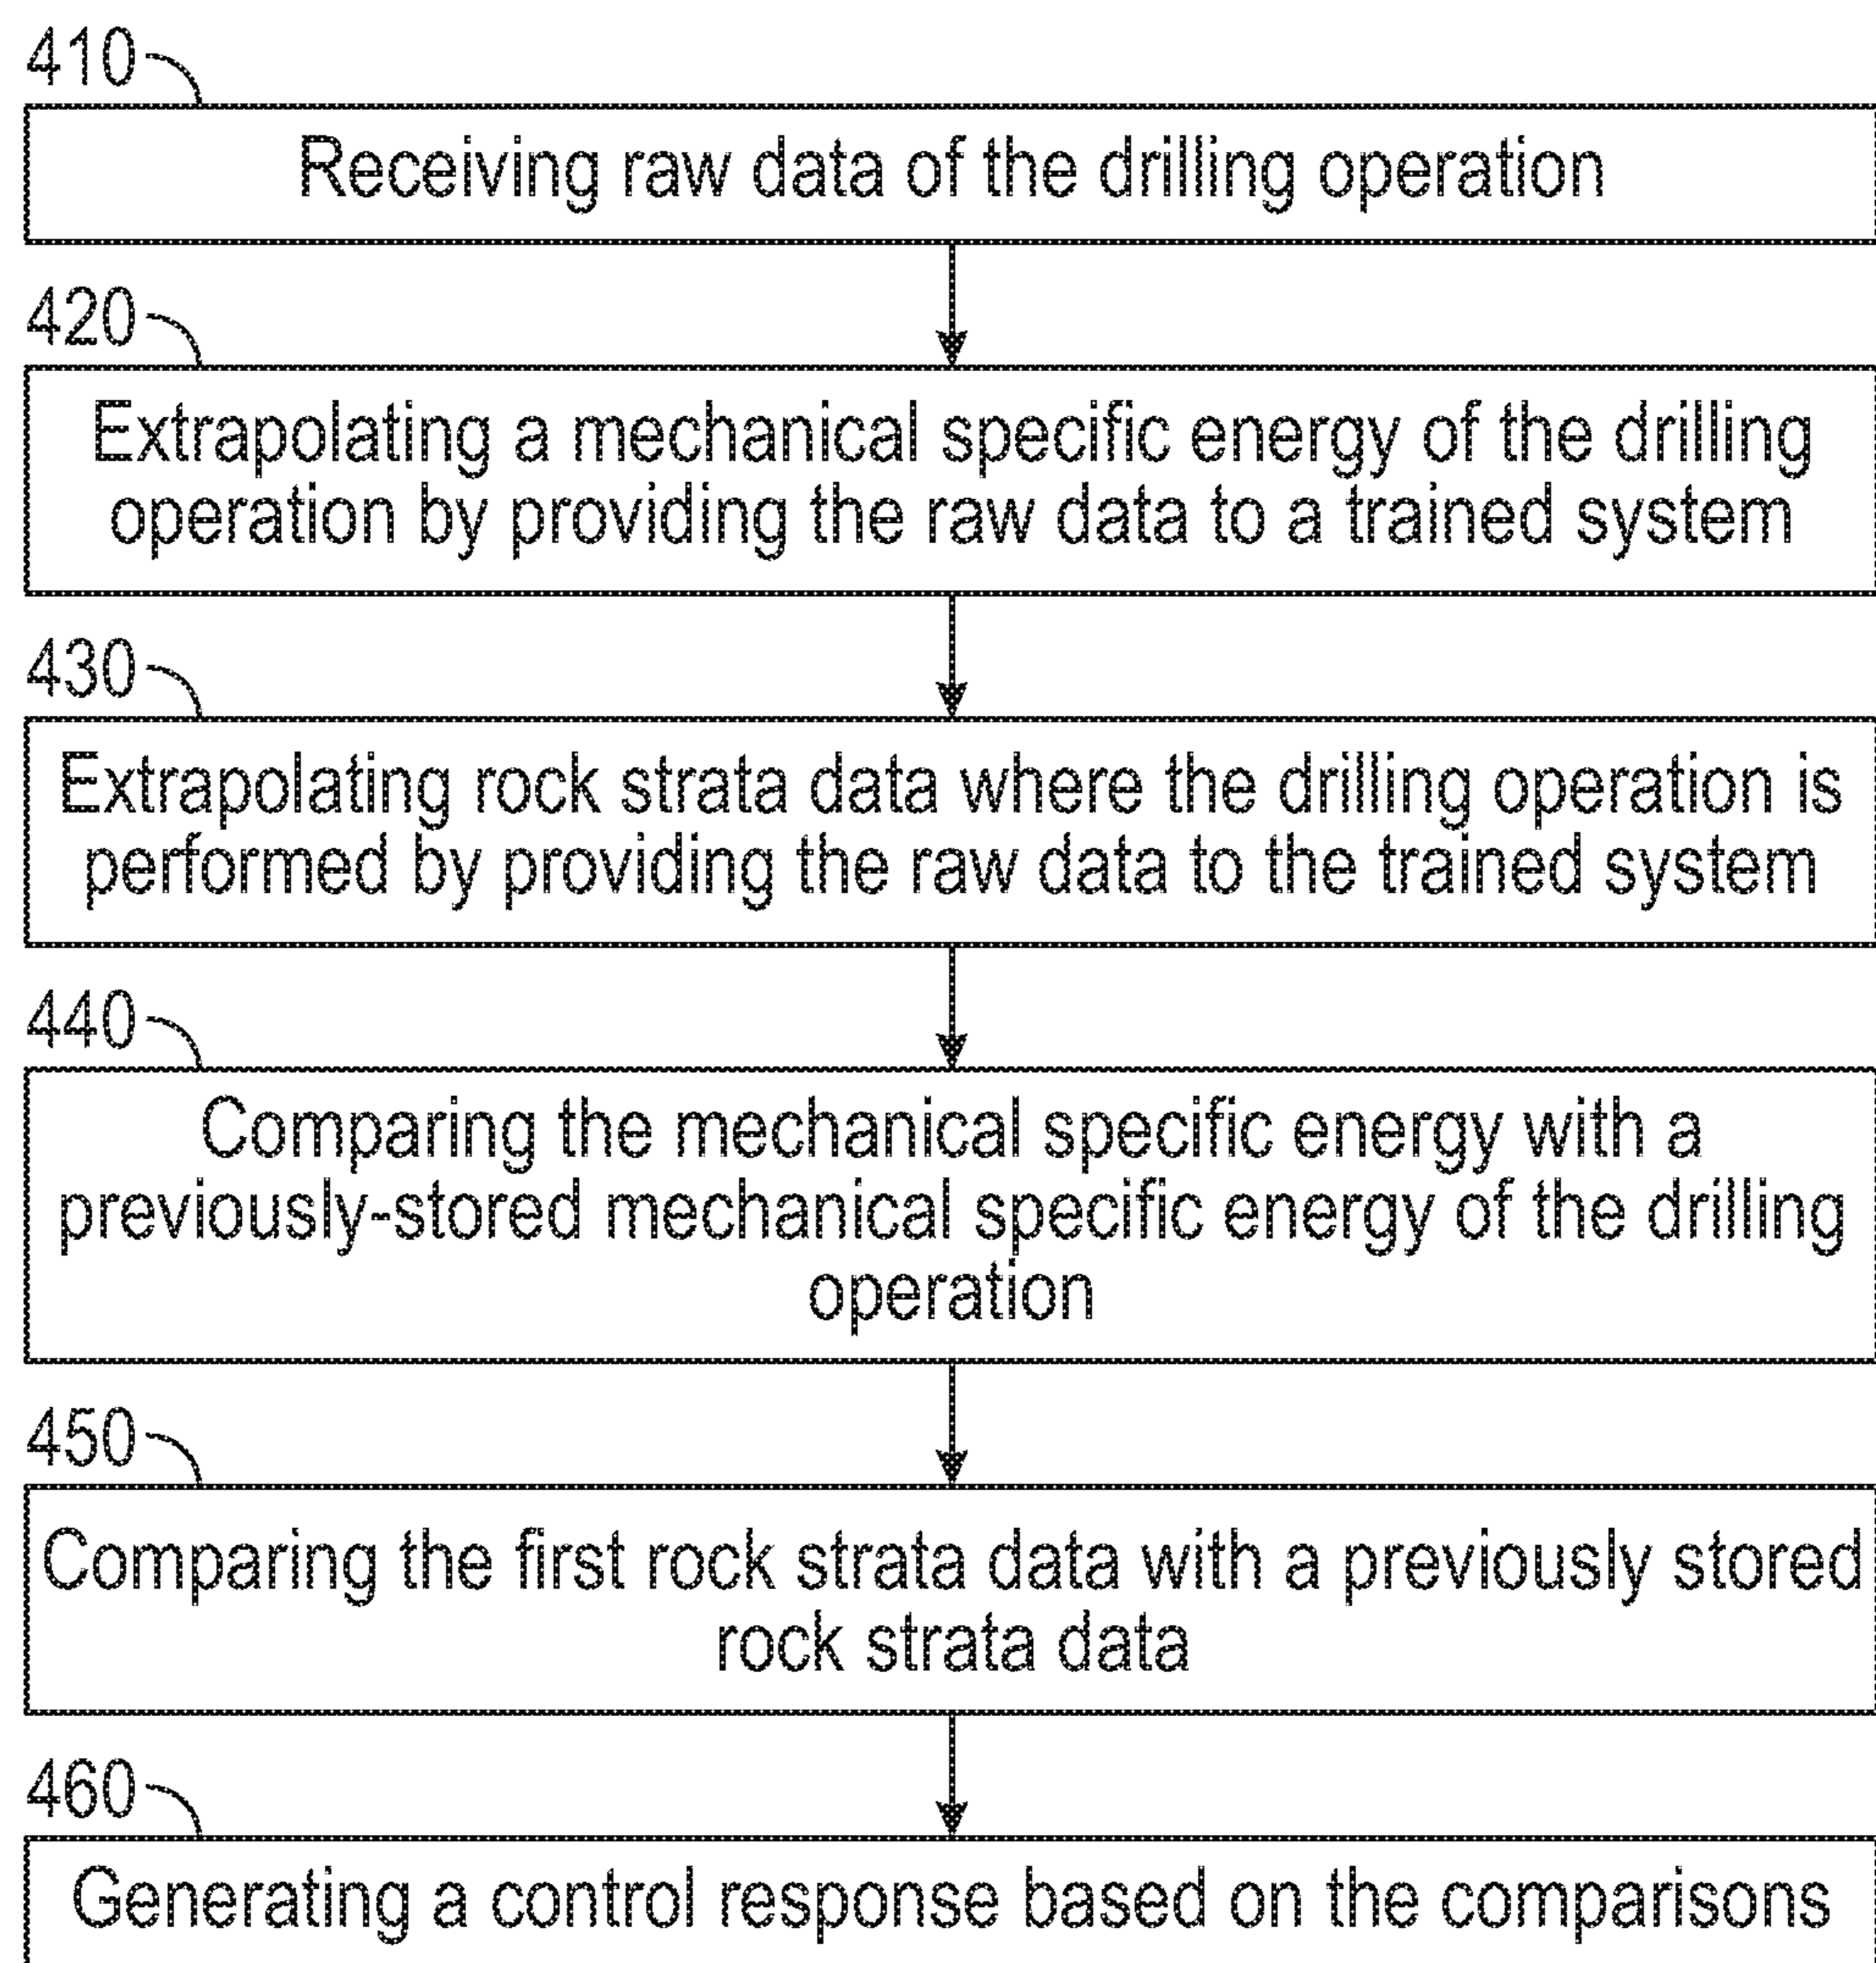 410
Receiving raw data of the drilling operation
420
Extrapolating a mechanical specific energy of the drilling
operation by providing the raw data to a trained system
430
Extrapolating rock strata data where the drilling operation is
performed by providing the raw data to the trained system
440
Comparing the mechanical specific energy with a
previously-stored mechanical specific energy of the drilling
operation
450
Comparing the first rock strata data with a previously stored
rock strata data
460
Generating a control response based on the comparisons